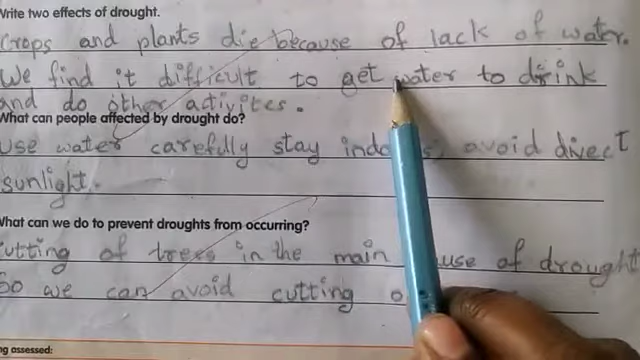 Write two effects of drought.
Crops and plants die because of lack of water.
We find it difficult to get water to drink
and do other activites.
What can people affected by drought do?
use water carefully stay indo avoid divect
sunlight.
What can we do to prevent droughts from occurring?
Cutting of tress in the main use of drought
So we can avoid cutting o
ng assessed: